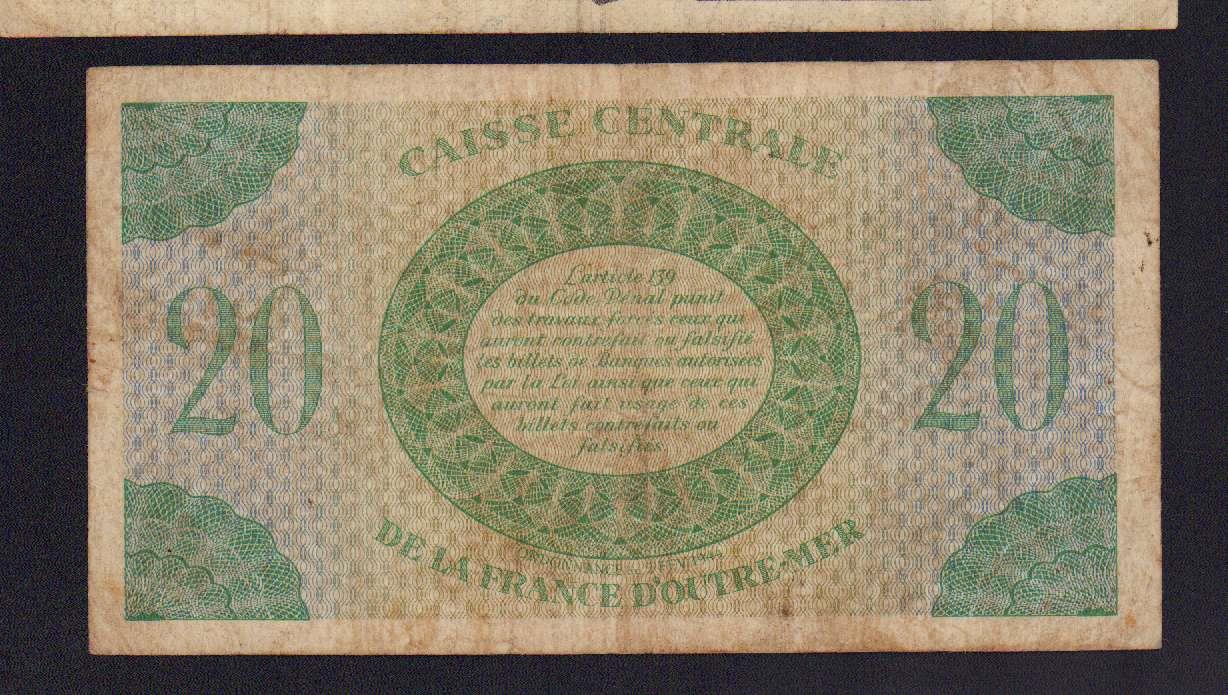 CAISSE CENTRALE
20
L'article 139
du Code Pénal punit
des travaux forcés ceux qui
auront contrefait ou falsifié
les billets de Banques autorisées
par la Loi ainsi que ceux qui
auront fait usage de ces
billets contrefaits ou
falsifiés
20
ORDONNANCE FEV.
DE LA FRANCE D'OUTRE-MER